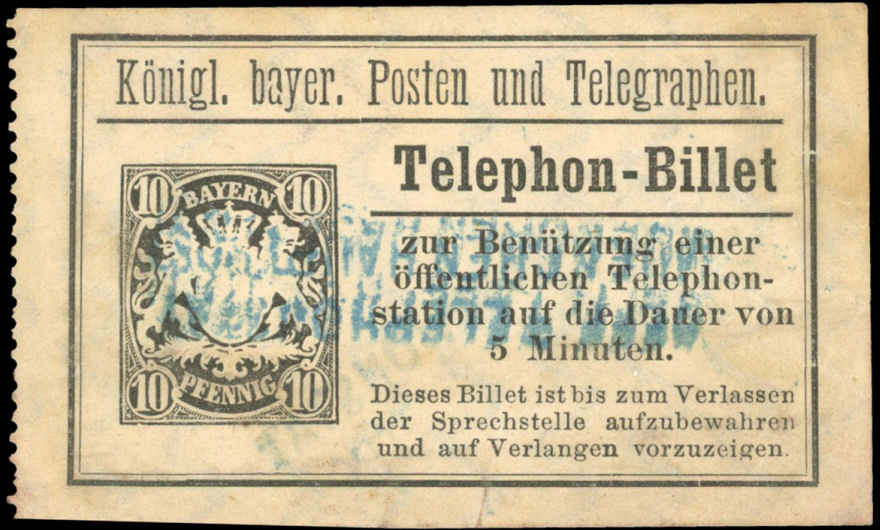 Königl. bayer. Posten und Telegraphen.
Telephon-Billet
10 BAYERN 10
10 PFENNIG 10
zur Benützung einer
öffentlichen Telephon-
station auf die Dauer von
5 Minuten.
Dieses Billet ist bis zum Verlassen
der Sprechstelle aufzubewahren
und auf Verlangen vorzuzeigen.